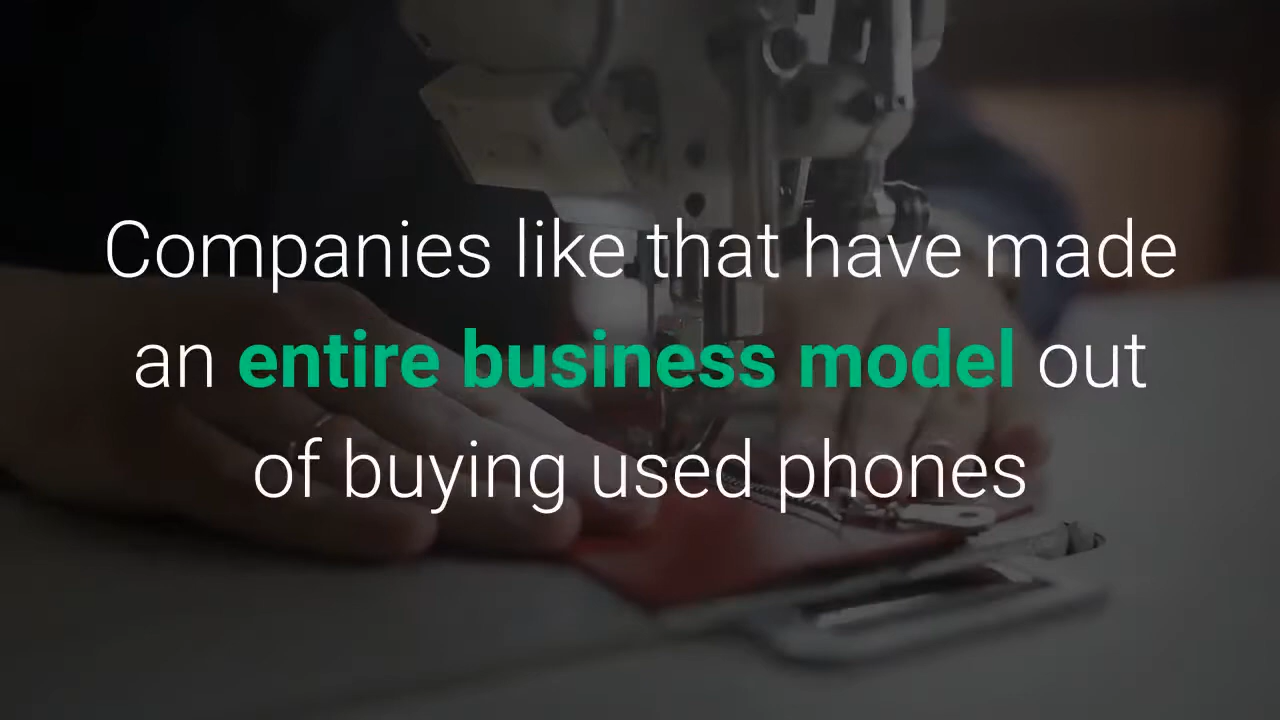 Companies like that have made
an entire business model out
of buying used phones